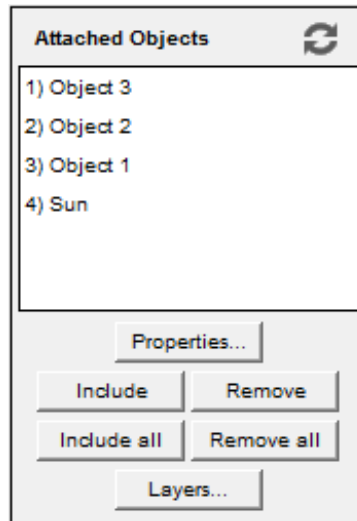 Attached Objects
1) Object 3
2) Object 2
3) Object 1
4) Sun
Properties...
Include Remove
Include all Remove all
Layers...